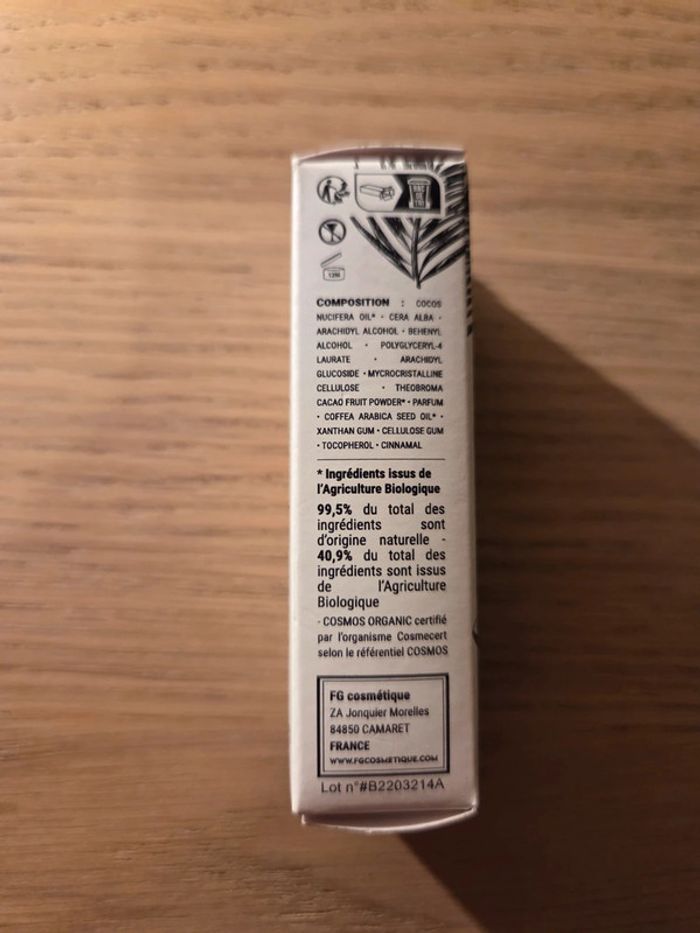 12M
COMPOSITION : COCOS
NUCIFERA OIL* • CERA ALBA •
ARACHIDYL ALCOHOL • BEHENYL
ALCOHOL • POLYGLYCERYL-4
LAURATE • ARACHIDYL
GLUCOSIDE • MYCROCRISTALLINE
CELLULOSE • THEOBROMA
CACAO FRUIT POWDER* • PARFUM
• COFFEA ARABICA SEED OIL* •
XANTHAN GUM • CELLULOSE GUM
• TOCOPHEROL • CINNAMAL
* Ingrédients issus de
l'Agriculture Biologique
99,5% du total des
ingrédients sont
d'origine naturelle -
40,9% du total des
ingrédients sont issus
de l'Agriculture
Biologique
• COSMOS ORGANIC certifié
par l'organisme Cosmecert
selon le référentiel COSMOS
FG cosmétique
ZA Jonquier Morelles
84850 CAMARET
FRANCE
WWW.FGCOSMETIQUE.COM
Lot n°#B2203214A